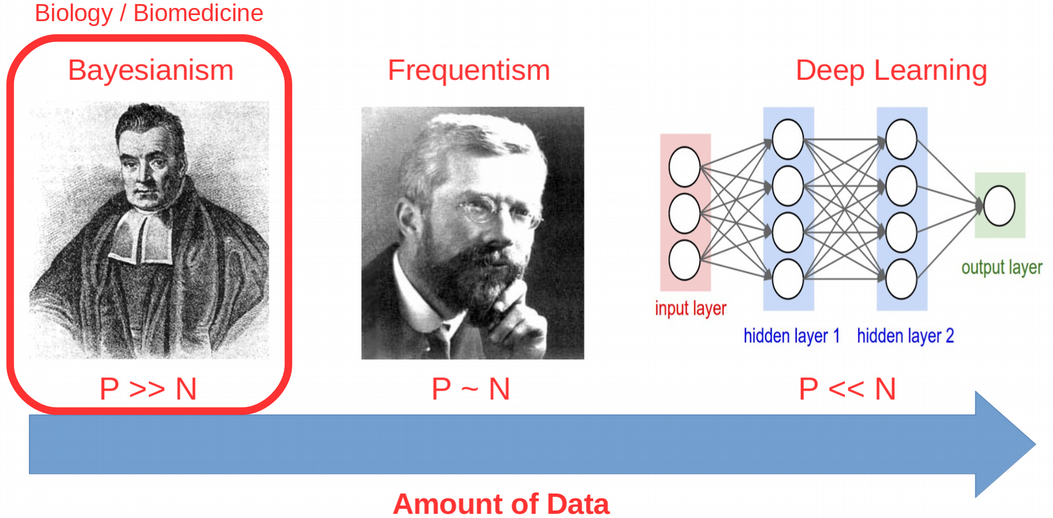 Biology / Biomedicine
Bayesianism
Frequentism
Deep Learning
input layer
hidden layer 1
hidden layer 2
output layer
P >> N
P ~ N
P << N
Amount of Data